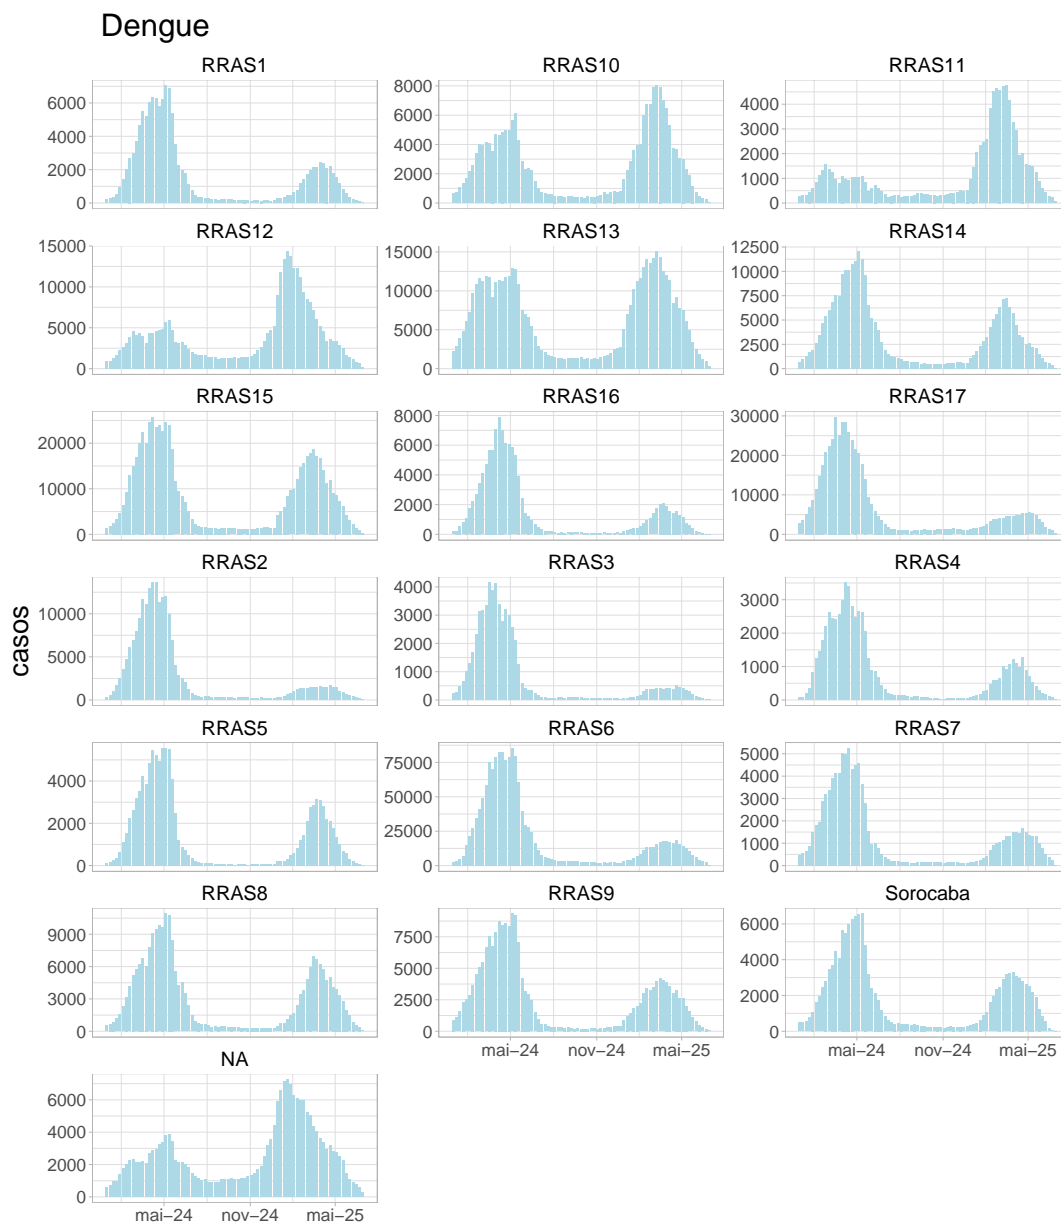 Dengue
RRAS1 RRAS10 RRAS11
6000 8000
4000 6000 4000
2000 4000 3000
0 2000 2000
0 1000
0
RRAS12 RRAS13 RRAS14
15000 15000 12500
10000 10000 10000
5000 5000 7500
0 0 5000
2500
0
RRAS15 RRAS16 RRAS17
20000 8000 30000
10000 6000 20000
0 4000 10000
2000 0
0
RRAS2 RRAS3 RRAS4
10000 4000 3000
5000 3000 2000
0 2000 1000
1000 0
0
casos
RRAS5 RRAS6 RRAS7
4000 75000 5000
2000 50000 4000
0 25000 3000
0 2000
1000
0
RRAS8 RRAS9 Sorocaba
9000 7500 6000
6000 5000 4000
3000 2500 2000
0 0 0
mai–24 nov–24 mai–25 mai–24 nov–24 mai–25
NA
6000
4000
2000
0
mai–24 nov–24 mai–25